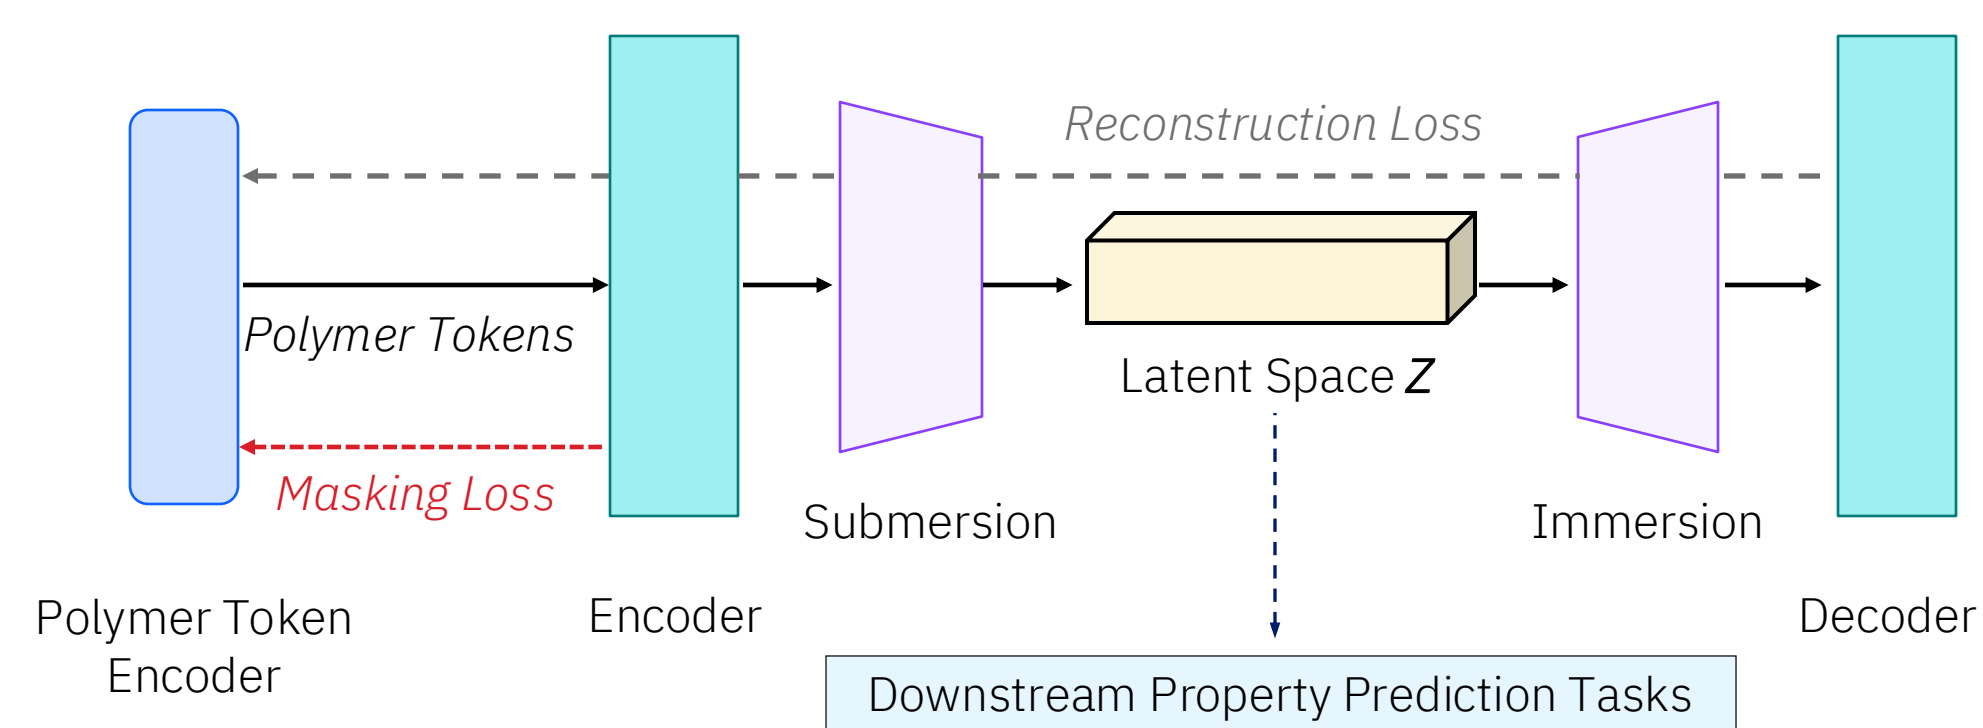 Reconstruction Loss
Polymer Tokens
Latent Space Z
Masking Loss
Submersion
Immersion
Polymer Token
Encoder
Encoder
Decoder
Downstream Property Prediction Tasks